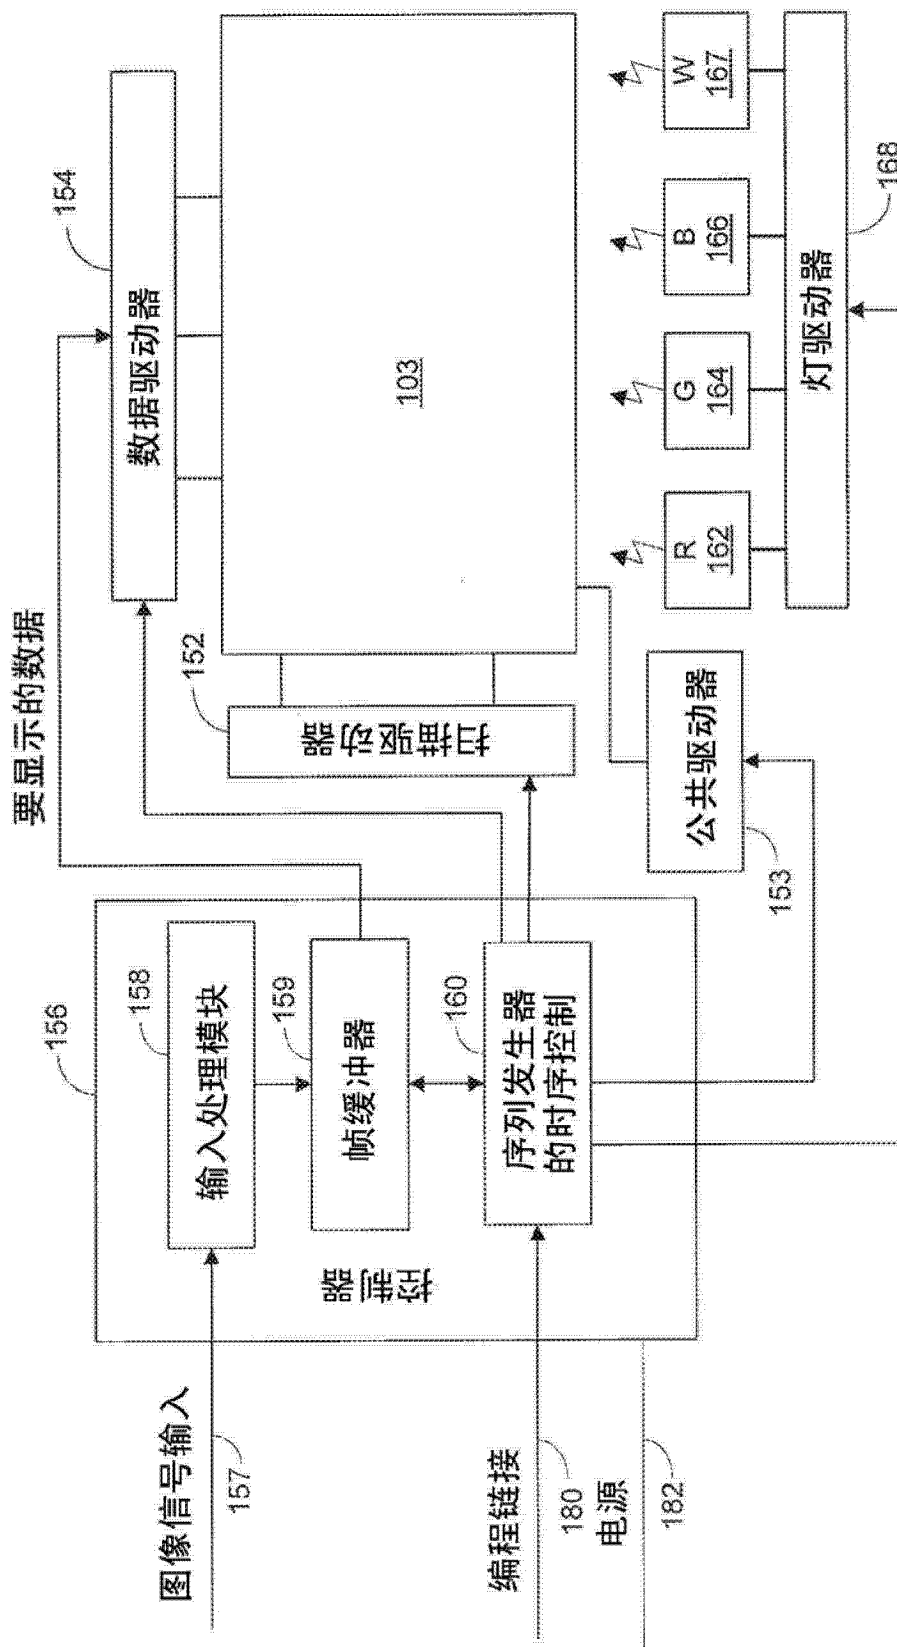 要显示的数据
154
数据驱动器
103
152
扫描驱动器
156
158
输入处理模块
159
帧缓冲器
160
序列发生器
的时序控制
控制器
图像信号输入
157
编程链接
180
电源
182
公共驱动器
153
R
162
G
164
B
166
W
167
灯驱动器
168